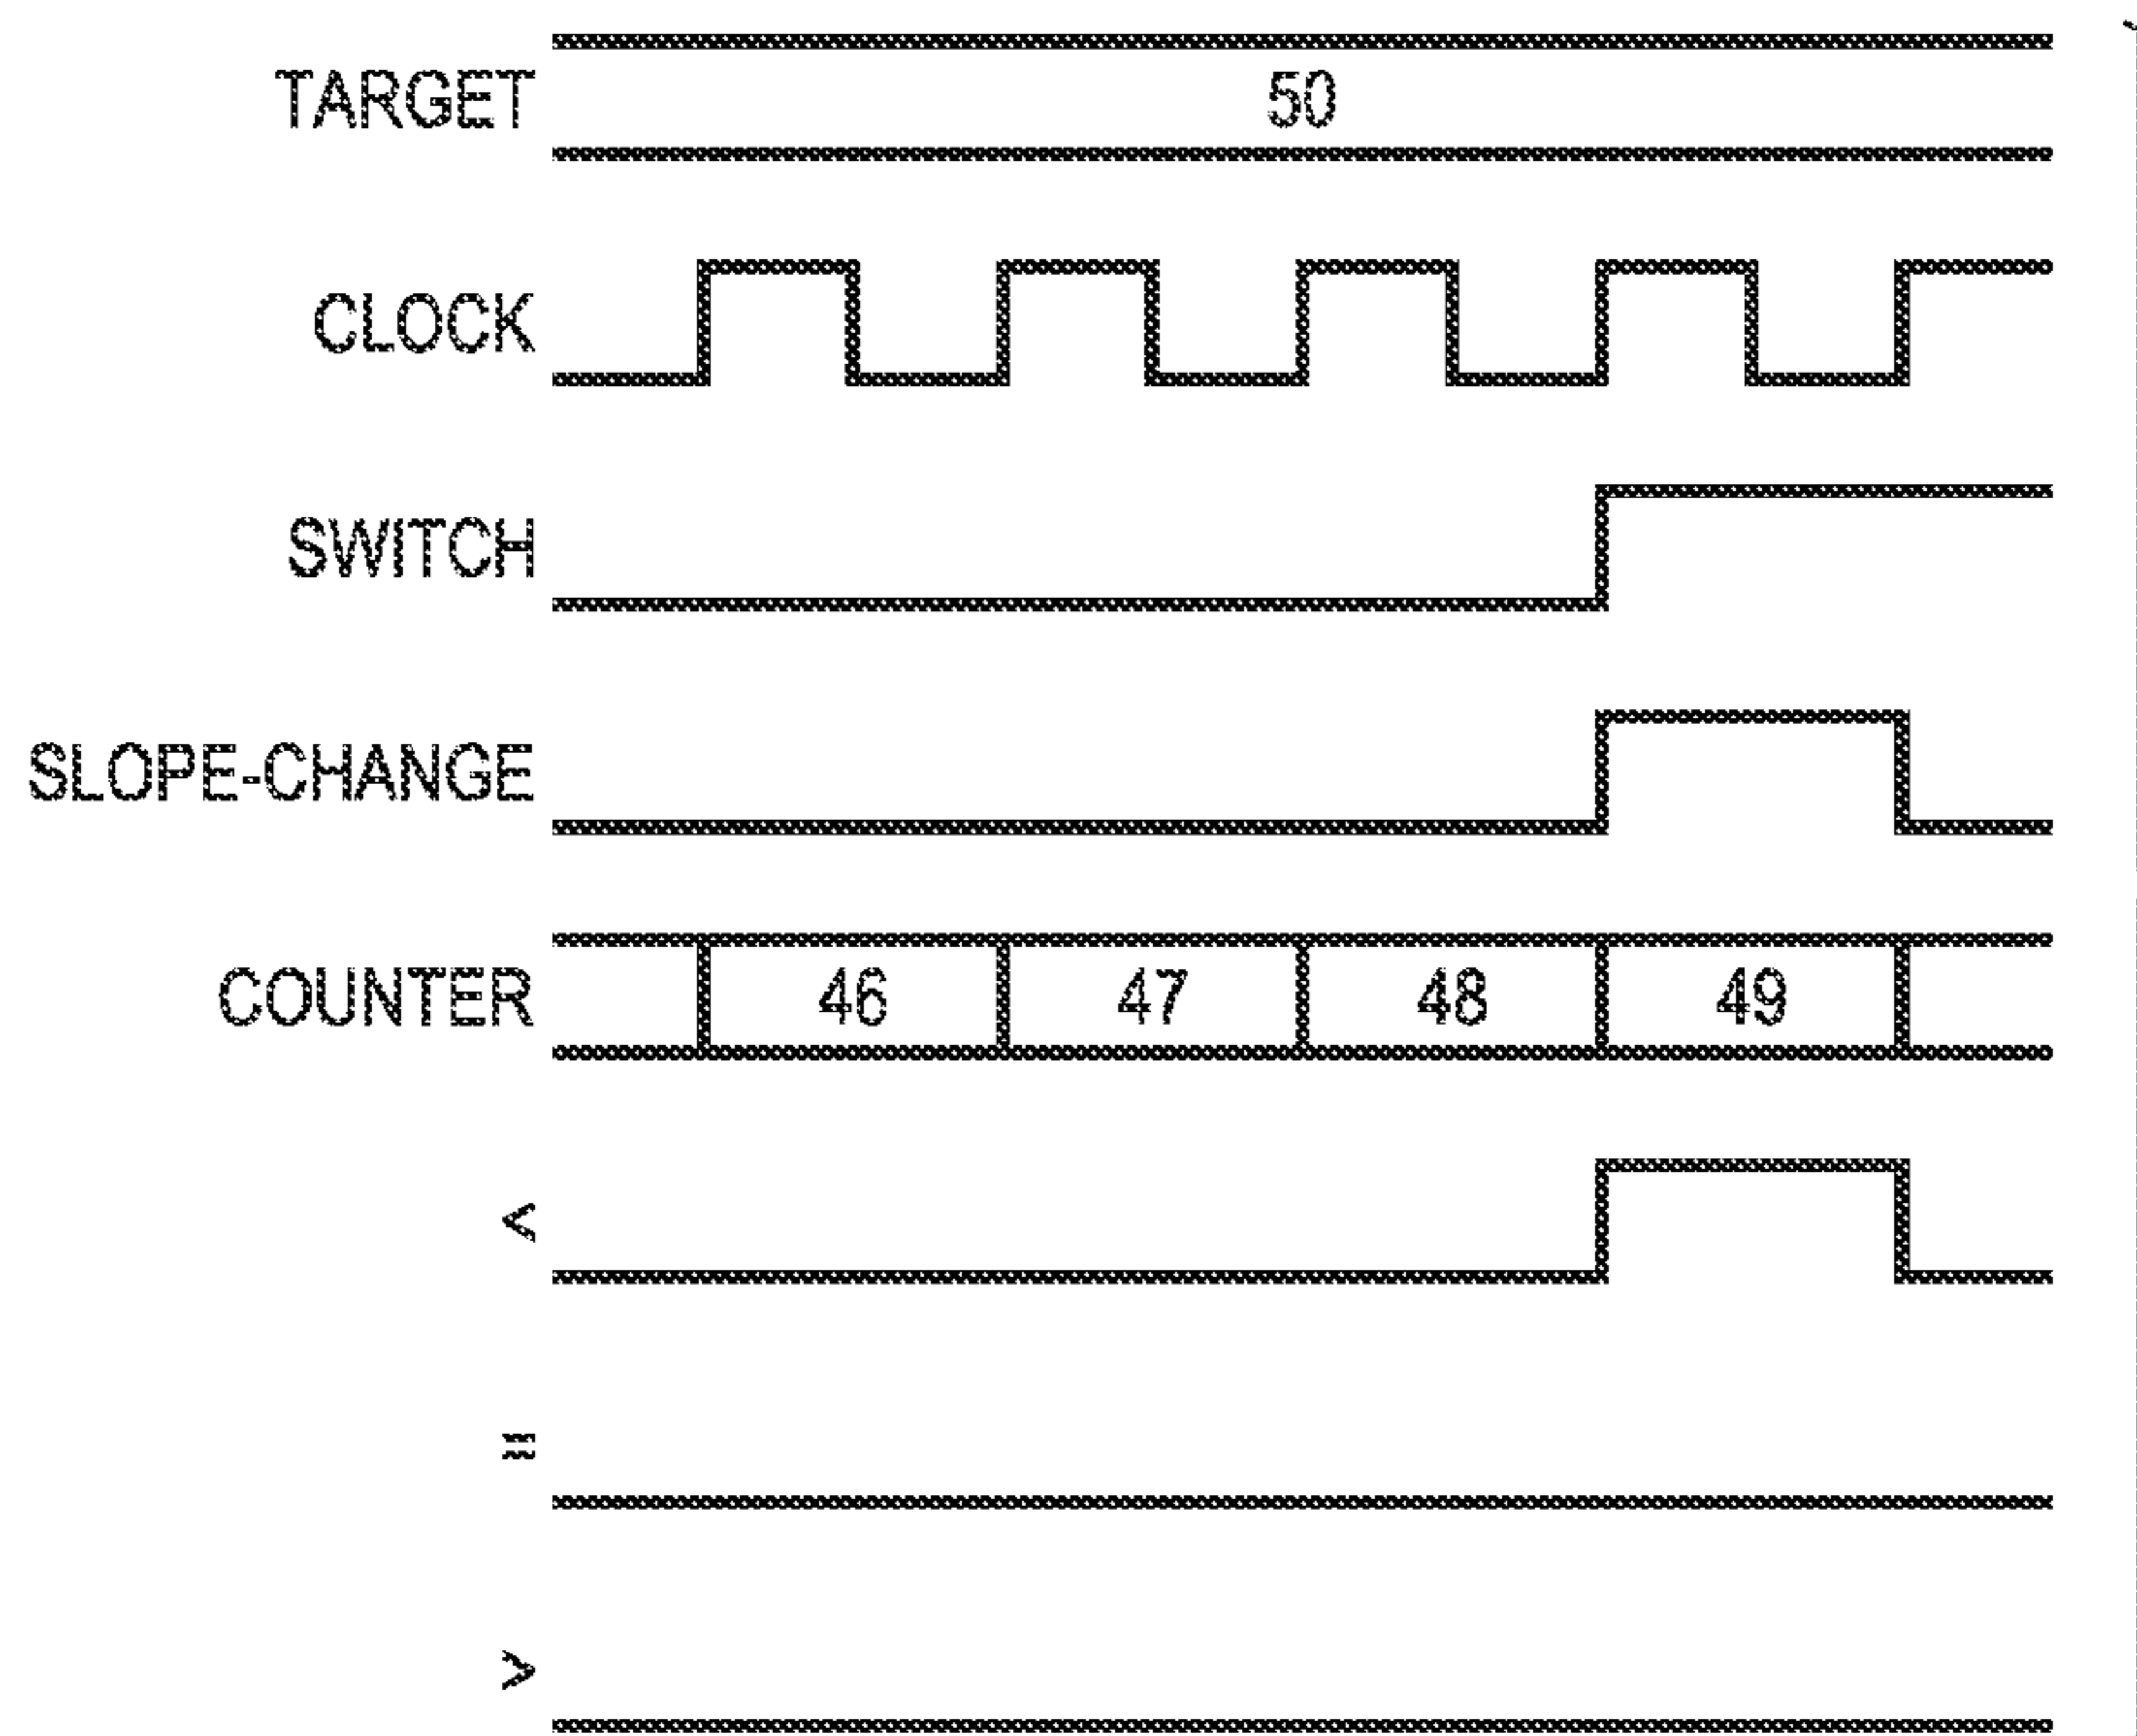 TARGET 50
CLOCK
SWITCH
SLOPE-CHANGE
COUNTER 46 47 48 49
<
=
>